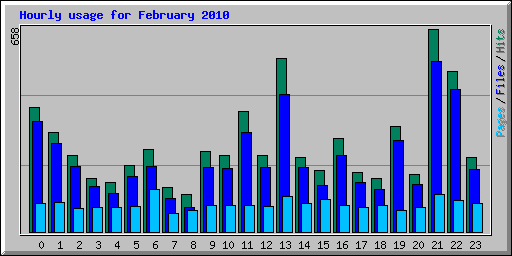 Hourly usage for February 2010
658
Pages / Files / Hits
0 1 2 3 4 5 6 7 8 9 10 11 12 13 14 15 16 17 18 19 20 21 22 23